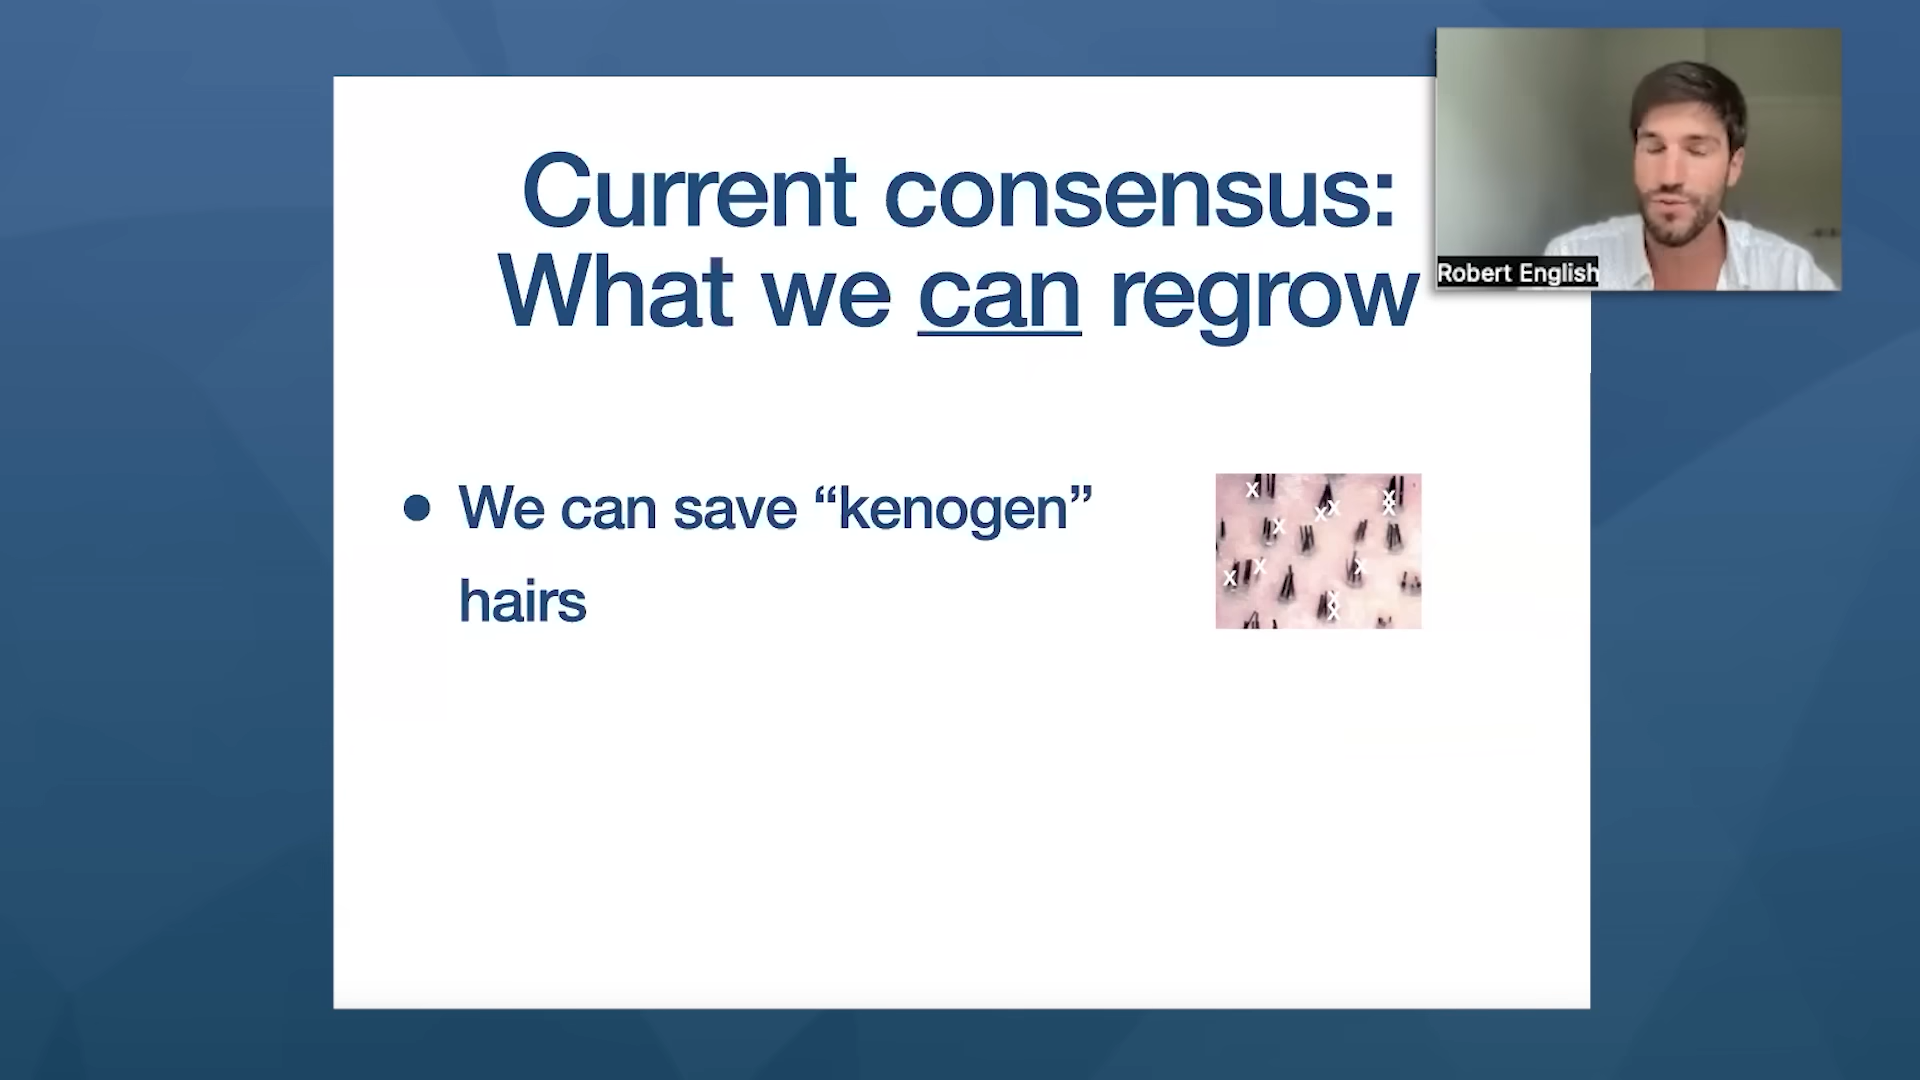 Current consensus:
What we can regrow
Robert English
• We can save “kenogen”
hairs
x
x
x
x
x
x
x
x
x
x
x
x